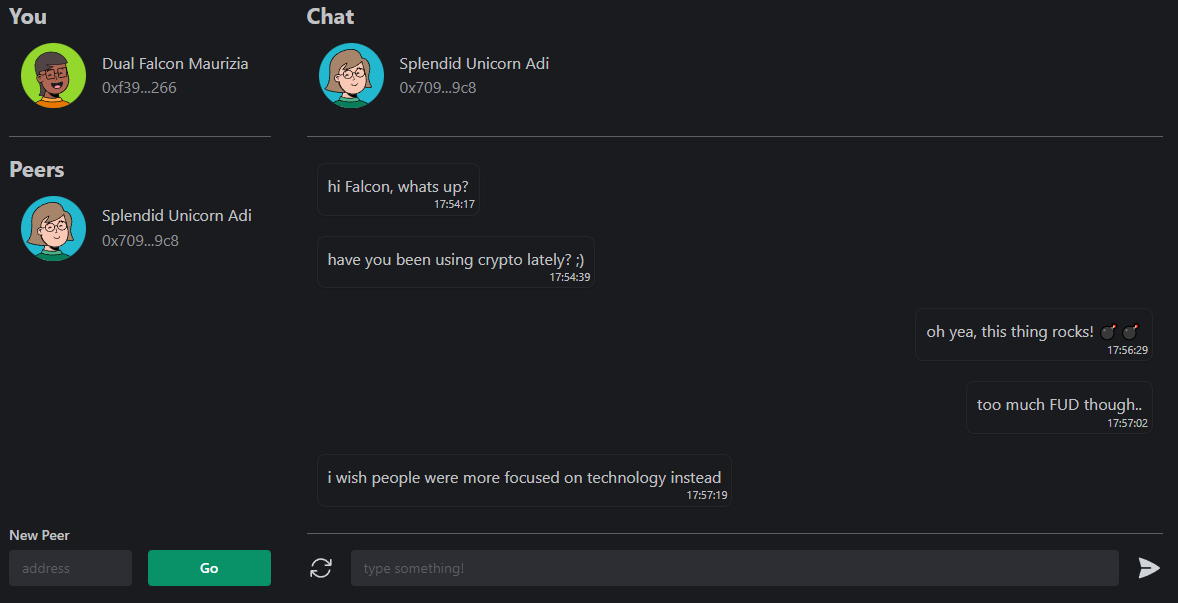 You
Dual Falcon Maurizia
0xf39...266
Peers
Splendid Unicorn Adi
0x709...9c8
New Peer
address
Go
Chat
Splendid Unicorn Adi
0x709...9c8
hi Falcon, whats up?
17:54:17
have you been using crypto lately? ;)
17:54:39
oh yea, this thing rocks! 💣 💣
17:56:29
too much FUD though..
17:57:02
i wish people were more focused on technology instead
17:57:19
type something!